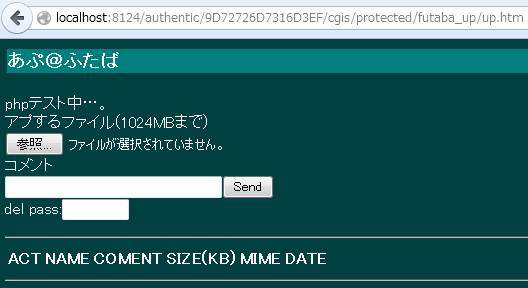 localhost:8124/authentic/9D72726D7316D3EF/cgis/protected/futaba_up/up.htm
あぷ@ふたば
phpテスト中…。
アプするファイル(1024MBまで)
参照... ファイルが選択されていません。
コメント
Send
del pass:
ACT NAME COMENT SIZE(KB) MIME DATE